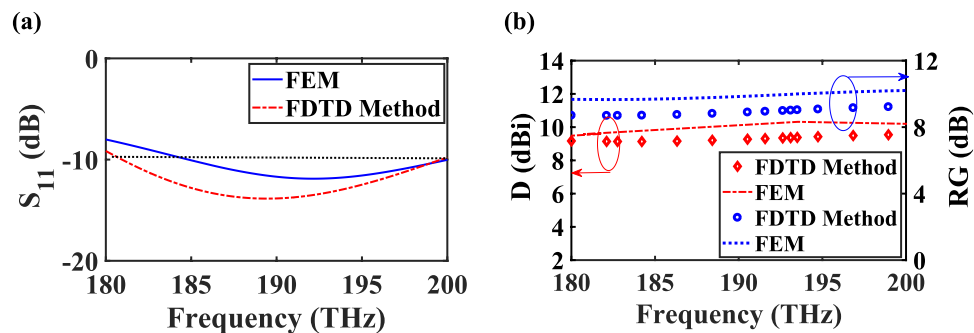 (a)
0
-10
-20
S11 (dB)
FEM
FDTD Method
180
185
190
195
200
Frequency (THz)
(b)
14
12
10
8
6
4
2
D (dBi)
12
8
4
0
RG (dB)
FDTD Method
FEM
FDTD Method
FEM
180
185
190
195
200
Frequency (THz)